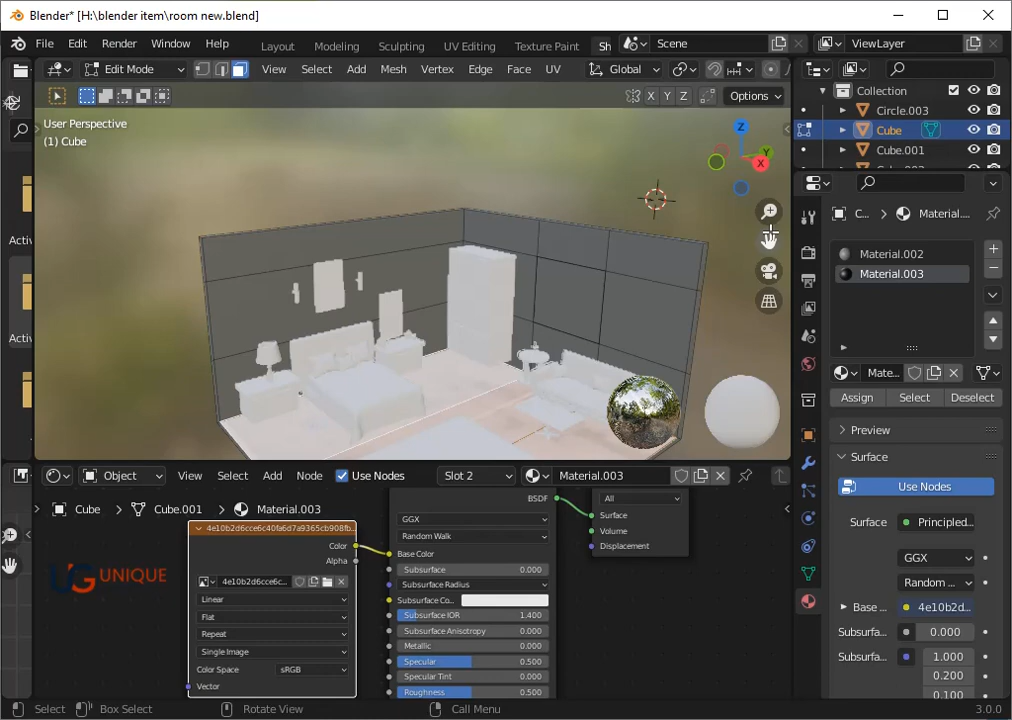 Blender* [H:\blender item\room new.blend]
File Edit Render Window Help Layout Modeling Sculpting UV Editing Texture Paint Sh Scene ViewLayer
Edit Mode View Select Add Mesh Vertex Edge Face UV Global
X Y Z Options
Collection
Circle.003
Cube
Cube.001
User Perspective
(1) Cube
Z
Y
X
Activ
Activ
C... Material....
Material.002
Material.003
Mate...
Assign Select Deselect
Preview
Surface
Use Nodes
Surface Principled...
GGX
Random ...
Base ... 4e10b2d...
Subsurfa... 0.000
Subsurfa... 1.000
0.200
0.100
Object View Select Add Node Use Nodes Slot 2 Material.003
Cube Cube.001 Material.003
4e10b2d6cce6c40fa6d7a9365cb908fb...
Color
Alpha
4e10b2d6cce6c...
Linear
Flat
Repeat
Single Image
Color Space sRGB
Vector
BSDF
GGX
Random Walk
Base Color
Subsurface 0.000
Subsurface Radius
Subsurface Co...
Subsurface IOR 1.400
Subsurface Anisotropy 0.000
Metallic 0.000
Specular 0.500
Specular Tint 0.000
Roughness 0.500
All
Surface
Volume
Displacement
UG UNIQUE
Select Box Select Rotate View Call Menu 3.0.0